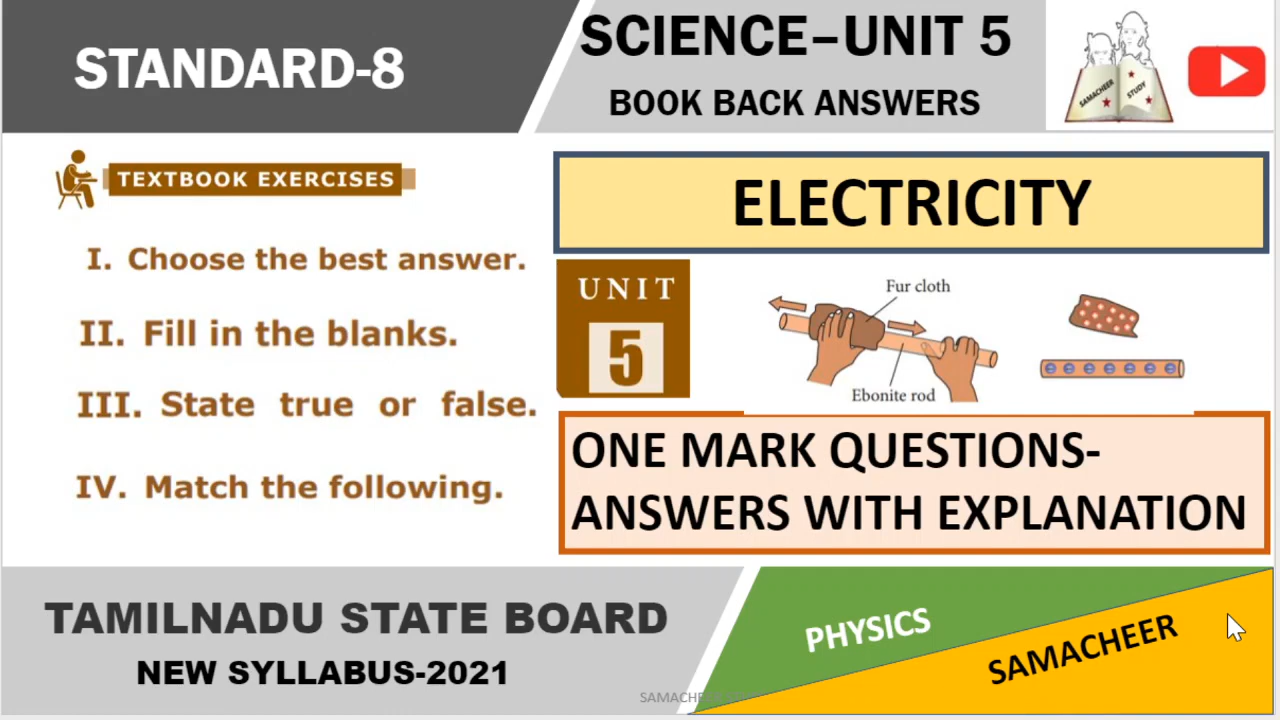 STANDARD-8
SCIENCE–UNIT 5
BOOK BACK ANSWERS
SAMACHEER
STUDY
TEXTBOOK EXERCISES
I. Choose the best answer.
II. Fill in the blanks.
III. State true or false.
IV. Match the following.
ELECTRICITY
UNIT
5
Fur cloth
Ebonite rod
ONE MARK QUESTIONS-
ANSWERS WITH EXPLANATION
TAMILNADU STATE BOARD
NEW SYLLABUS-2021
PHYSICS
SAMACHEER